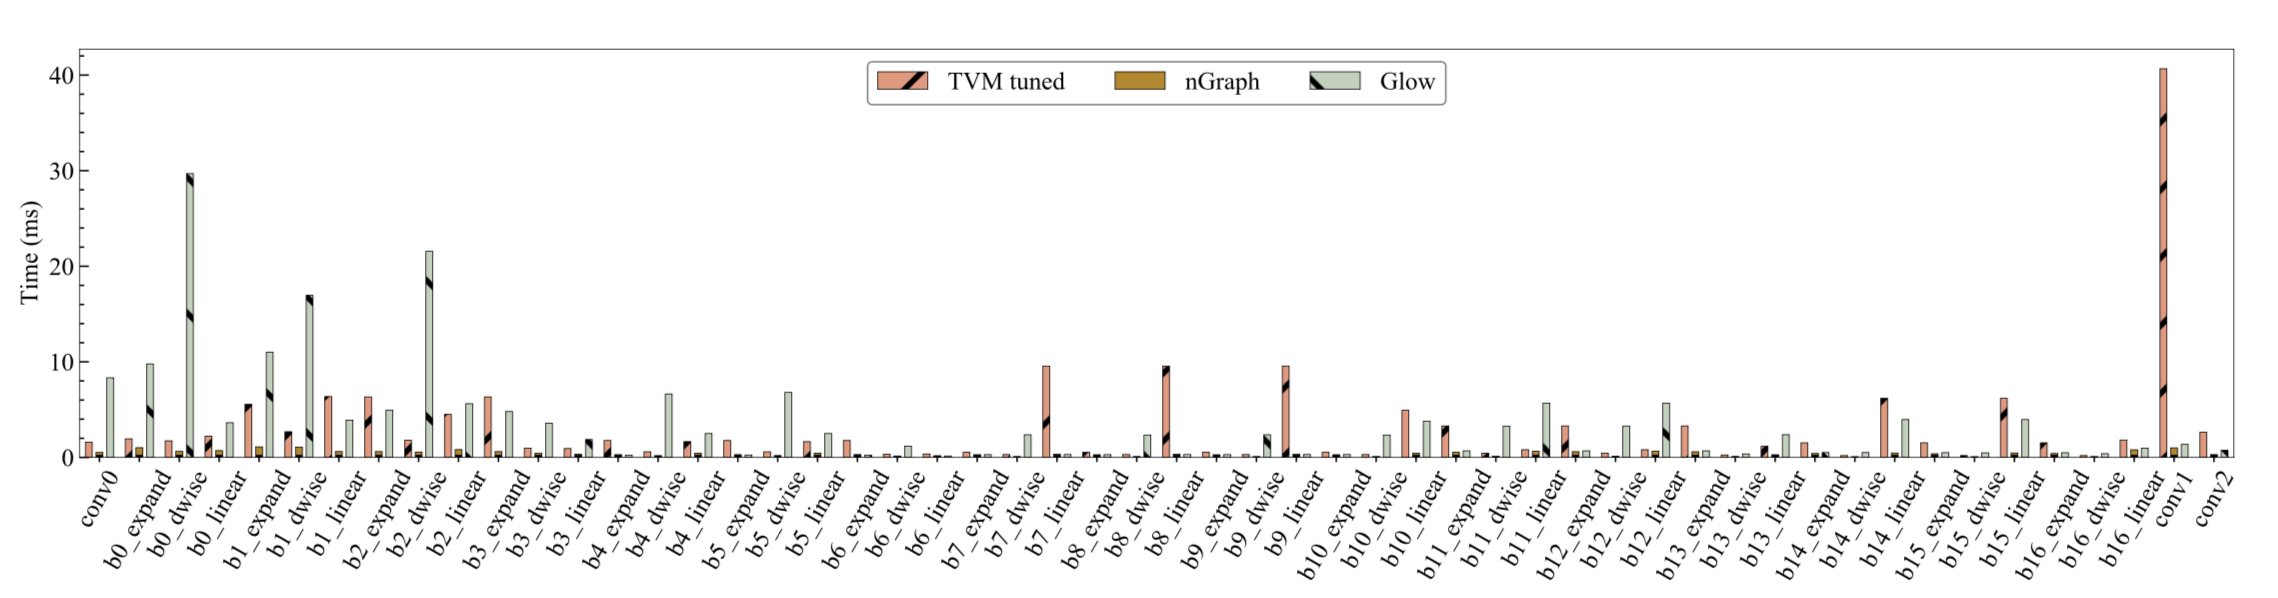 TVM tuned nGraph Glow
Time (ms)
40
30
20
10
0
conv0
b0_expand
b0_dwise
b0_linear
b1_expand
b1_dwise
b1_linear
b2_expand
b2_dwise
b2_linear
b3_expand
b3_dwise
b3_linear
b4_expand
b4_dwise
b4_linear
b5_expand
b5_dwise
b5_linear
b6_expand
b6_dwise
b6_linear
b7_expand
b7_dwise
b7_linear
b8_expand
b8_dwise
b8_linear
b9_expand
b9_dwise
b9_linear
b10_expand
b10_dwise
b10_linear
b11_expand
b11_dwise
b11_linear
b12_expand
b12_dwise
b12_linear
b13_expand
b13_dwise
b13_linear
b14_expand
b14_dwise
b14_linear
b15_expand
b15_dwise
b15_linear
b16_expand
b16_dwise
b16_linear
conv1
conv2